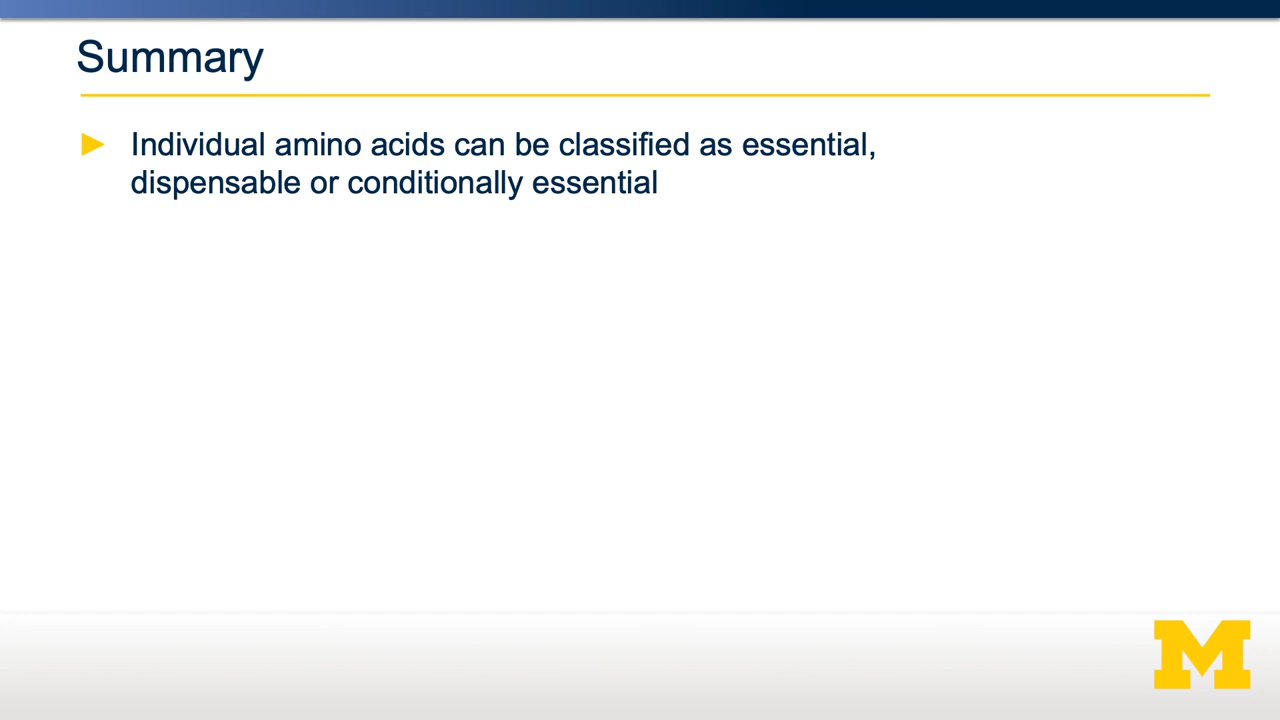 Summary
Individual amino acids can be classified as essential,
dispensable or conditionally essential
M